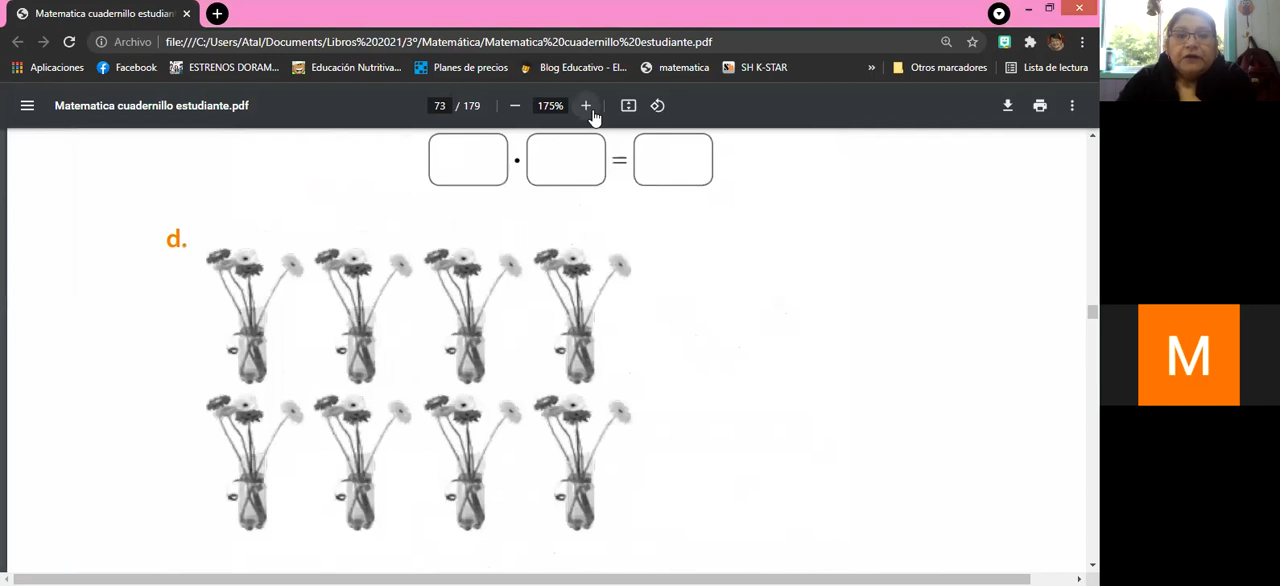 Matematica cuadernillo estudian
Archivo file:///C:/Users/Atal/Documents/Libros%202021/3º/Matemática/Matematica%20cuadernillo%20estudiante.pdf
Aplicaciones Facebook ESTRENOS DORAM... Educación Nutritiva... Planes de precios Blog Educativo - El... matematica SH K-STAR » Otros marcadores Lista de lectura
Matematica cuadernillo estudiante.pdf 73 / 179 − 175% +
· =
d.
M